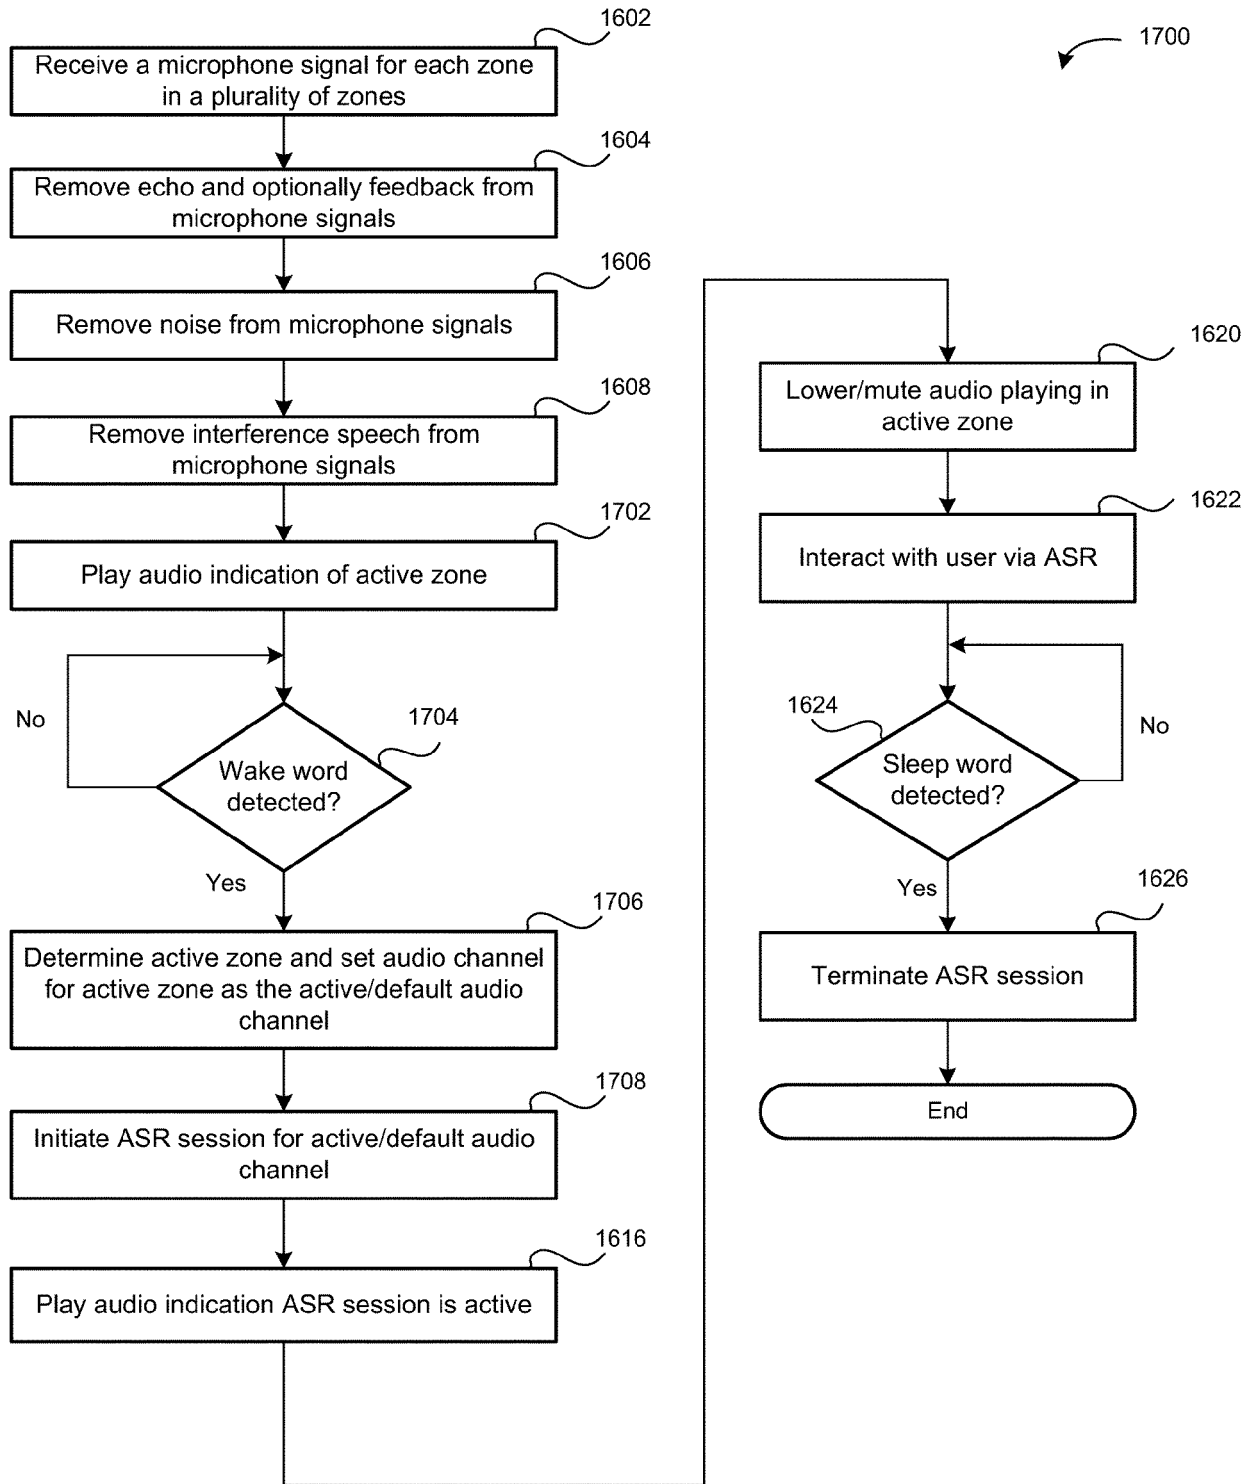 1602
Receive a microphone signal for each zone
in a plurality of zones
1604
Remove echo and optionally feedback from
microphone signals
1606
Remove noise from microphone signals
1608
Remove interference speech from
microphone signals
1702
Play audio indication of active zone
No
1704
Wake word
detected?
Yes
1706
Determine active zone and set audio channel
for active zone as the active/default audio
channel
1708
Initiate ASR session for active/default audio
channel
1616
Play audio indication ASR session is active
1700
1620
Lower/mute audio playing in
active zone
1622
Interact with user via ASR
1624
No
Sleep word
detected?
Yes
1626
Terminate ASR session
End